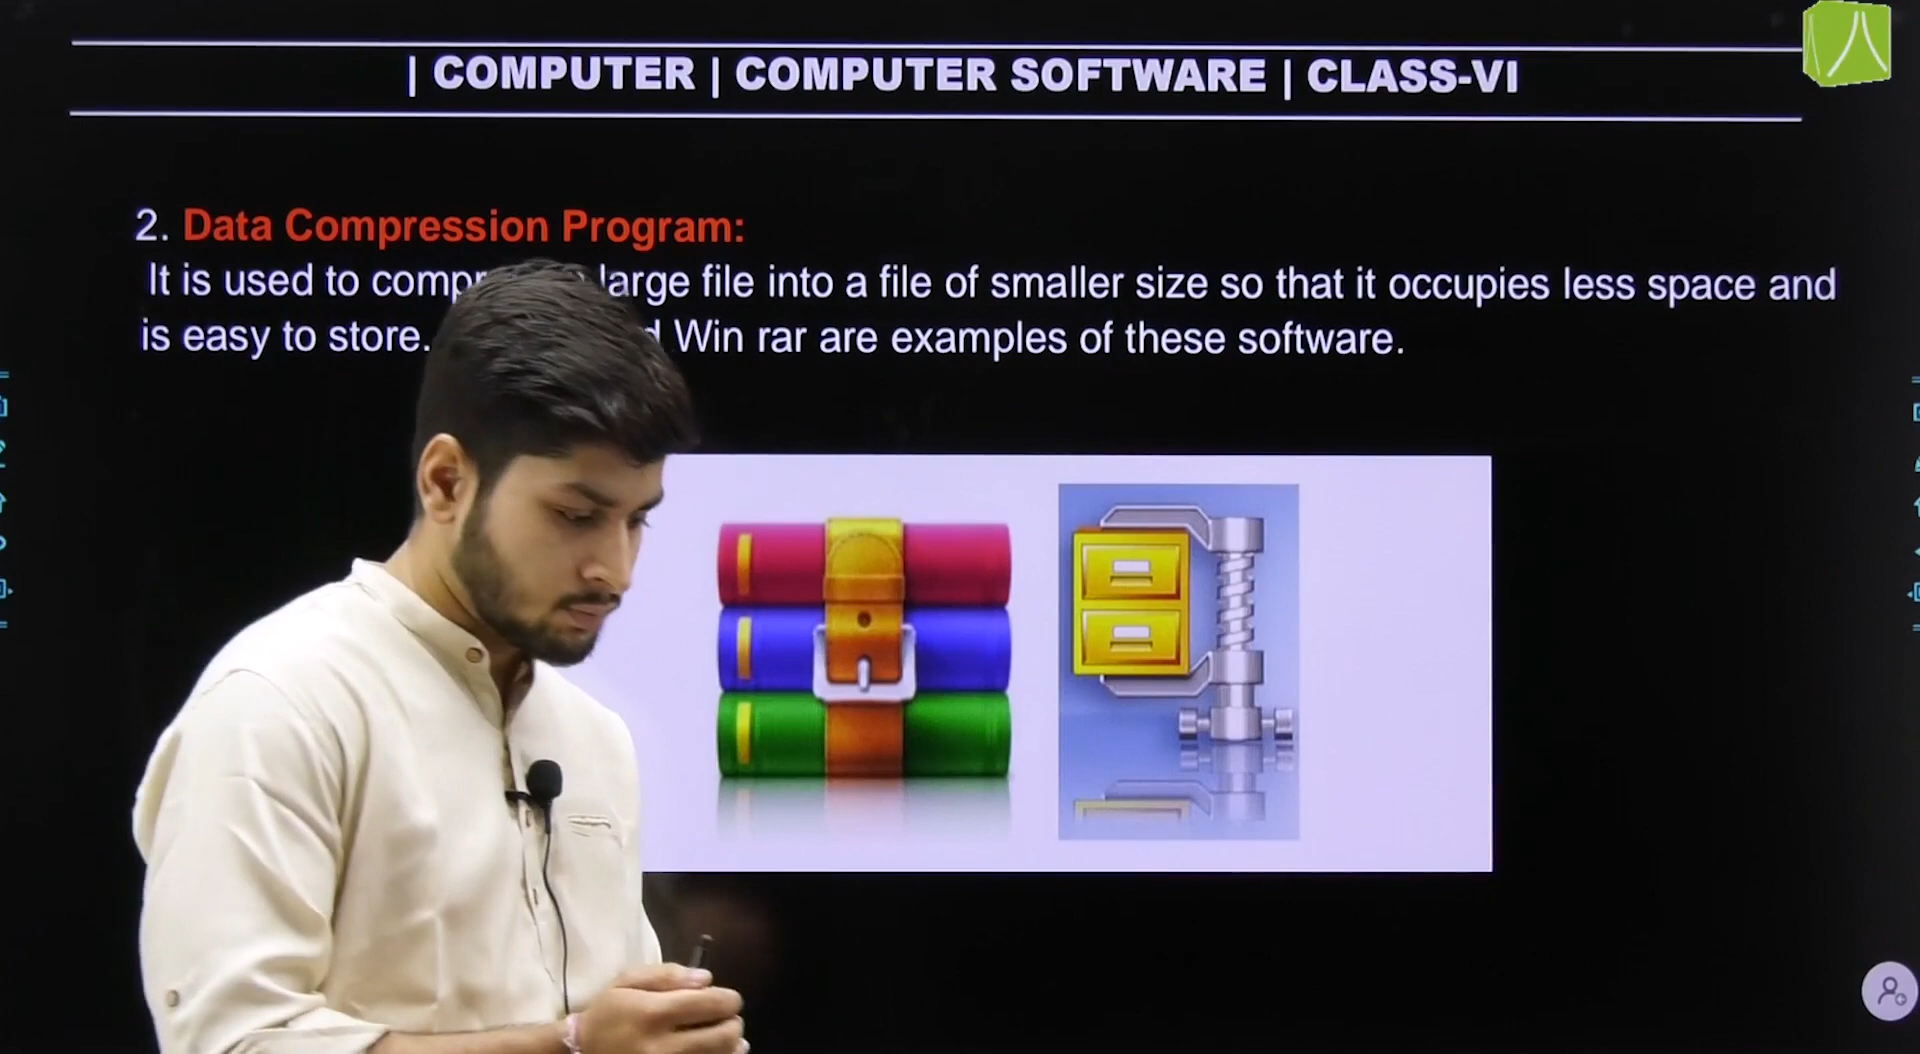 | COMPUTER | COMPUTER SOFTWARE | CLASS-VI
2. Data Compression Program:
It is used to large file into a file of smaller size so that it occupies less space and
is easy to store. Win rar are examples of these software.